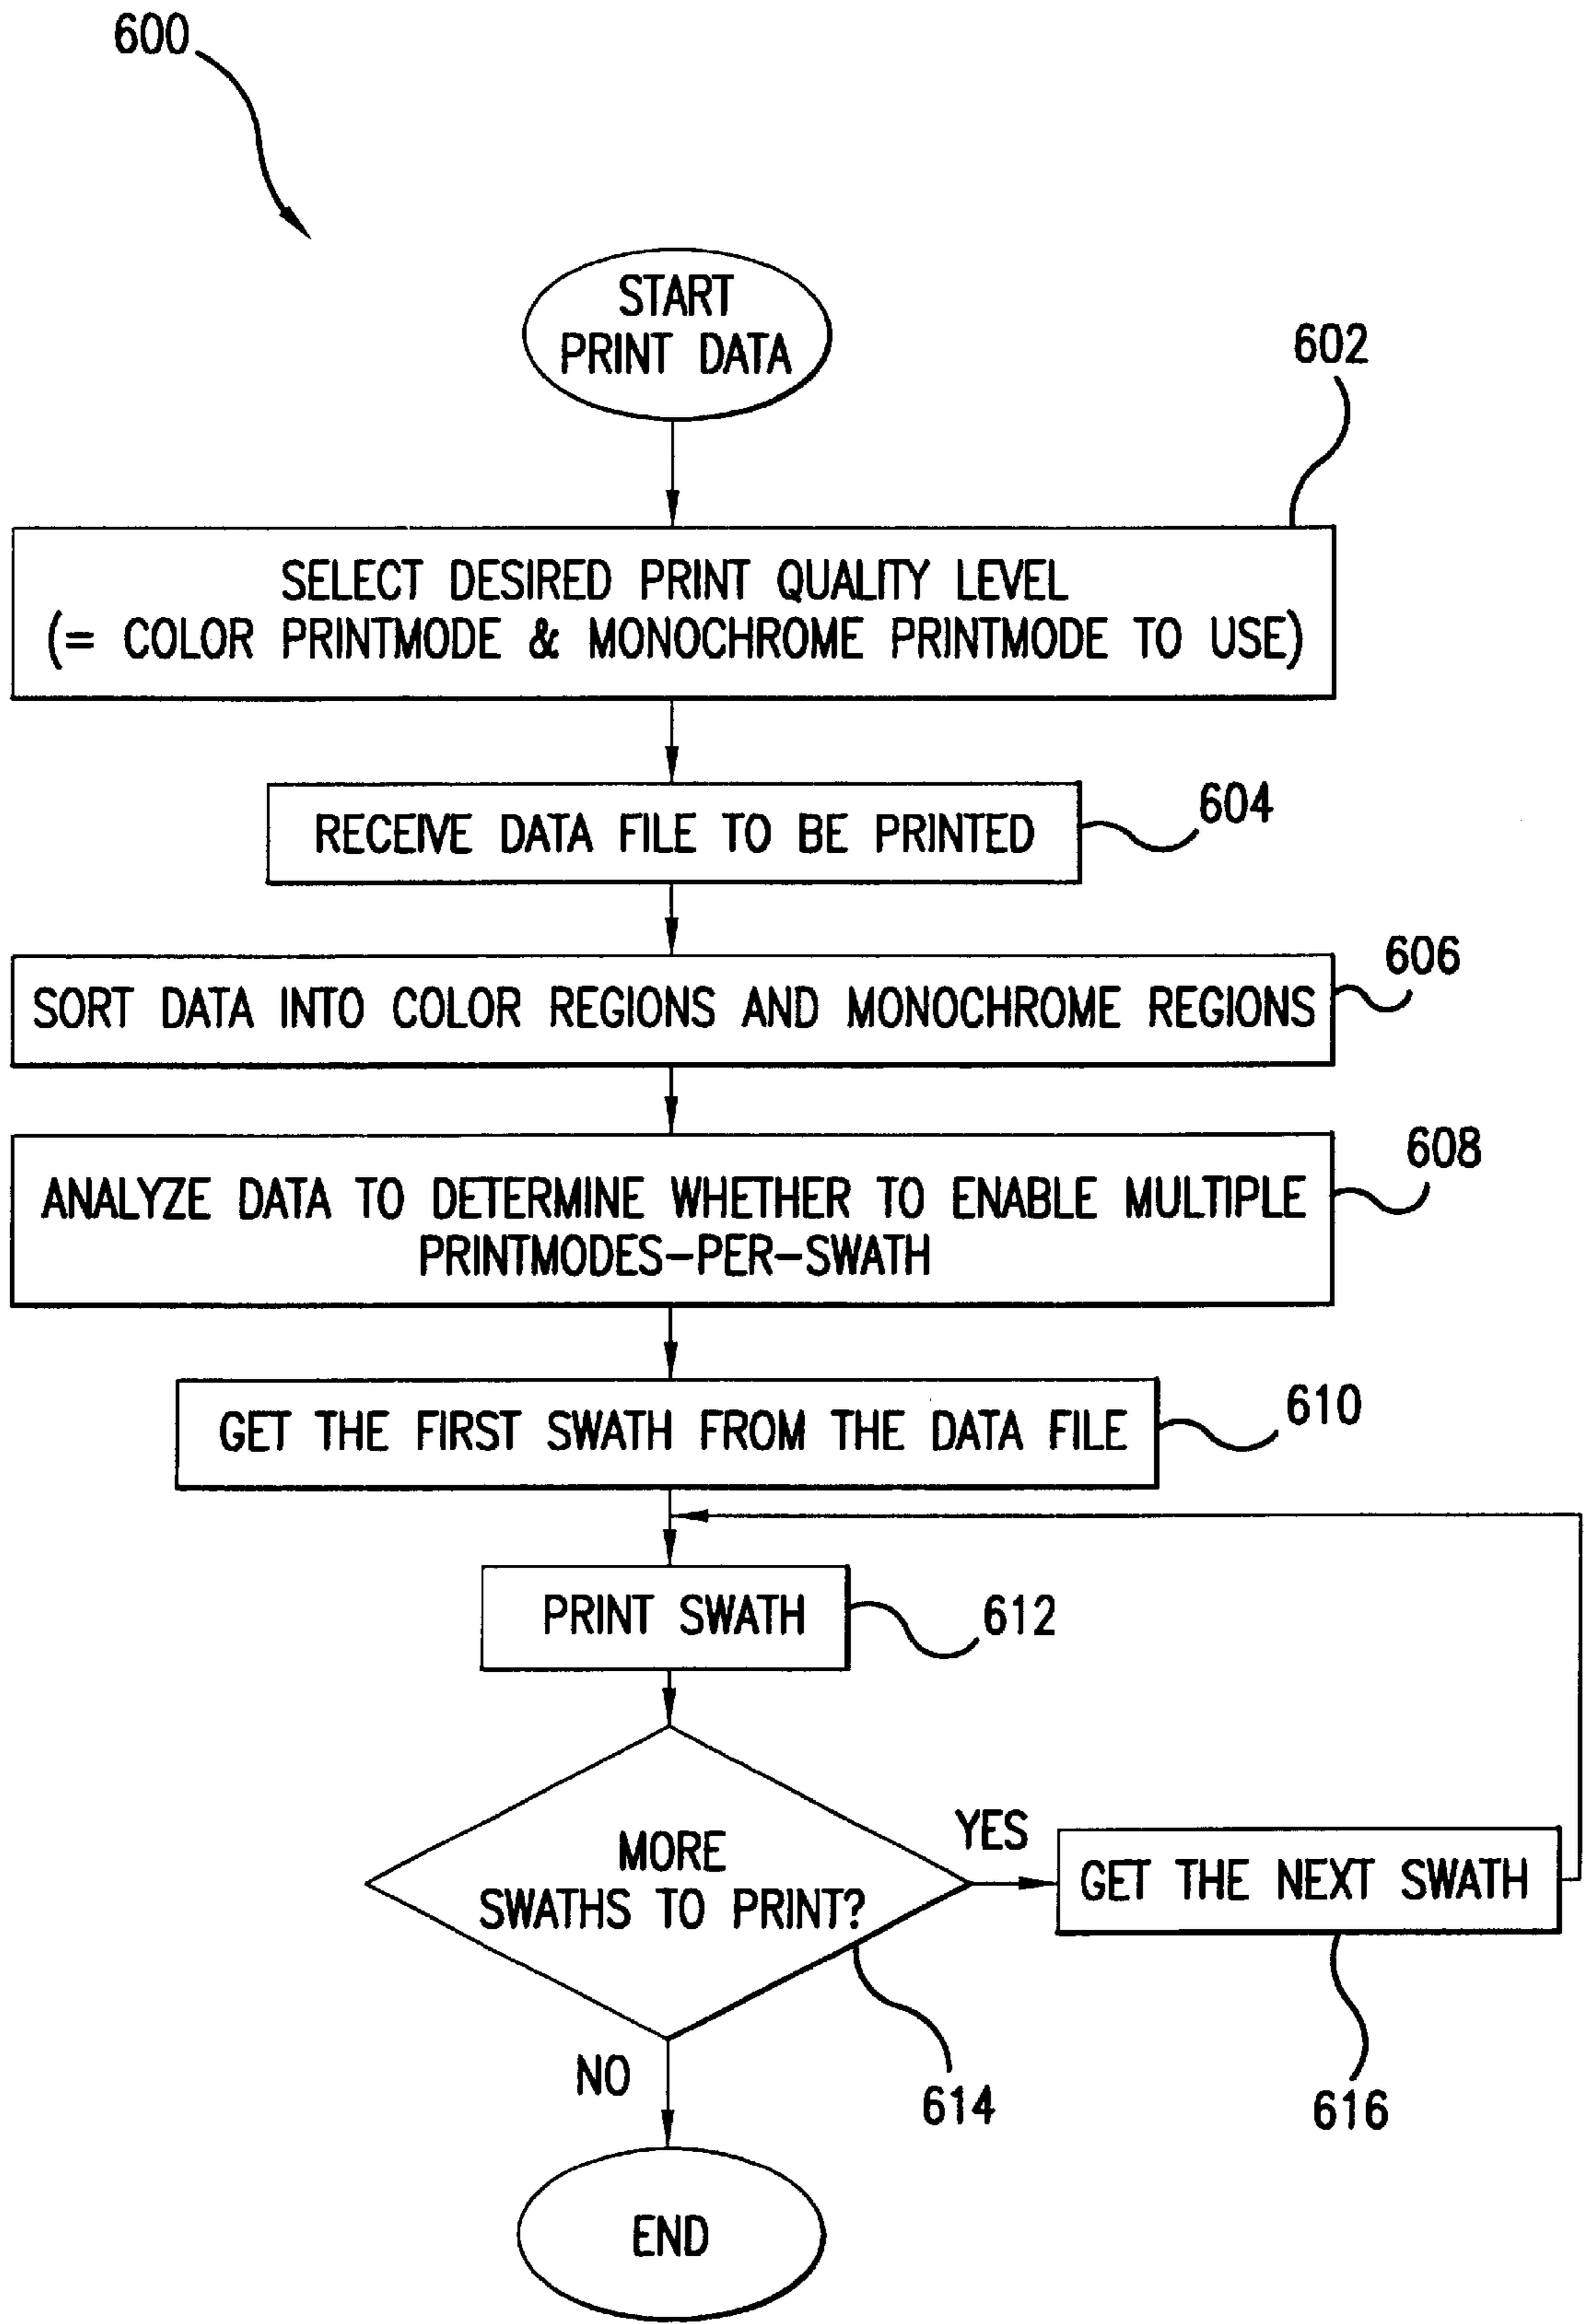 600
START
PRINT DATA
602
SELECT DESIRED PRINT QUALITY LEVEL
(= COLOR PRINTMODE & MONOCHROME PRINTMODE TO USE)
RECEIVE DATA FILE TO BE PRINTED
604
SORT DATA INTO COLOR REGIONS AND MONOCHROME REGIONS
606
ANALYZE DATA TO DETERMINE WHETHER TO ENABLE MULTIPLE
PRINTMODES-PER-SWATH
608
GET THE FIRST SWATH FROM THE DATA FILE
610
PRINT SWATH
612
MORE
SWATHS TO PRINT?
YES
GET THE NEXT SWATH
NO
614
616
END